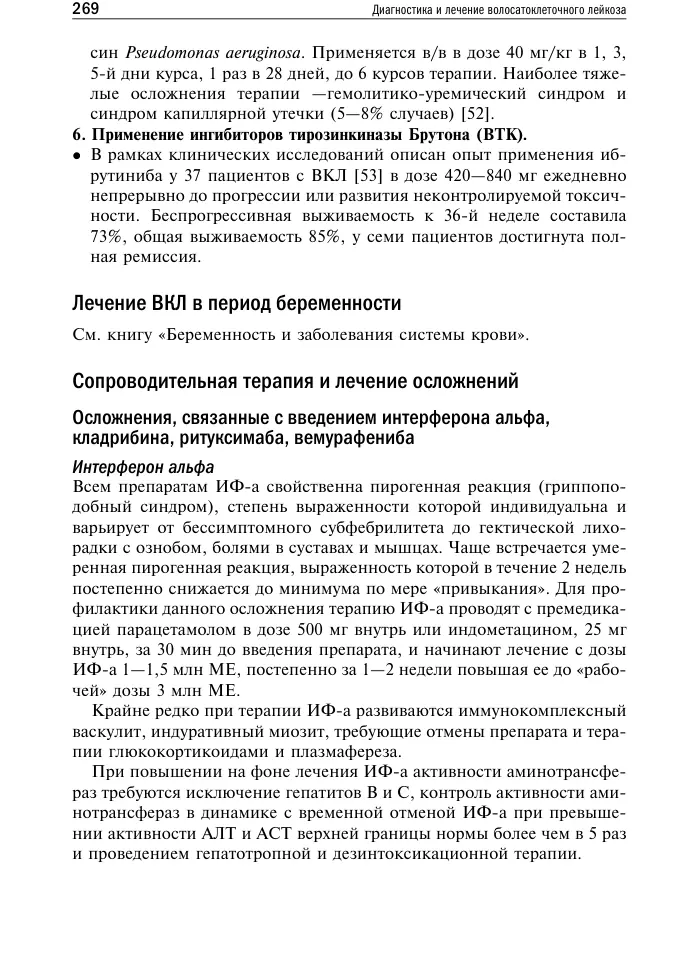 269
Диагностика и лечение волосатоклеточного лейкоза
син Pseudomonas aeruginosa. Применяется в/в в дозе 40 мг/кг в 1, 3,
5-й дни курса, 1 раз в 28 дней, до 6 курсов терапии. Наиболее тяже-
лые осложнения терапии —гемолитико-уремический синдром и
синдром капиллярной утечки (5—8% случаев) [52].
6. Применение ингибиторов тирозинкиназы Брутона (BTK).
• В рамках клинических исследований описан опыт применения иб-
рутиниба у 37 пациентов с ВКЛ [53] в дозе 420—840 мг ежедневно
непрерывно до прогрессии или развития неконтролируемой токсич-
ности. Беспрогрессивная выживаемость к 36-й неделе составила
73%, общая выживаемость 85%, у семи пациентов достигнута пол-
ная ремиссия.
Лечение ВКЛ в период беременности
См. книгу «Беременность и заболевания системы крови».
Сопроводительная терапия и лечение осложнений
Осложнения, связанные с введением интерферона альфа,
кладрибина, ритуксимаба, вемурафениба
Интерферон альфа
Всем препаратам ИФ-а свойственна пирогенная реакция (гриппопо-
добный синдром), степень выраженности которой индивидуальна и
варьирует от бессимптомного субфебрилитета до гектической лихо-
радки с ознобом, болями в суставах и мышцах. Чаще встречается уме-
ренная пирогенная реакция, выраженность которой в течение 2 недель
постепенно снижается до минимума по мере «привыкания». Для про-
филактики данного осложнения терапию ИФ-а проводят с премедика-
цией парацетамолом в дозе 500 мг внутрь или индометацином, 25 мг
внутрь, за 30 мин до введения препарата, и начинают лечение с дозы
ИФ-а 1—1,5 млн МЕ, постепенно за 1—2 недели повышая ее до «рабо-
чей» дозы 3 млн МЕ.
Крайне редко при терапии ИФ-а развиваются иммунокомплексный
васкулит, индуративный миозит, требующие отмены препарата и тера-
пии глюкокортикоидами и плазмафереза.
При повышении на фоне лечения ИФ-а активности аминотрансфе-
раз требуются исключение гепатитов В и С, контроль активности ами-
нотрансфераз в динамике с временной отменой ИФ-а при превыше-
нии активности АЛТ и АСТ верхней границы нормы более чем в 5 раз
и проведением гепатотропной и дезинтоксикационной терапии.